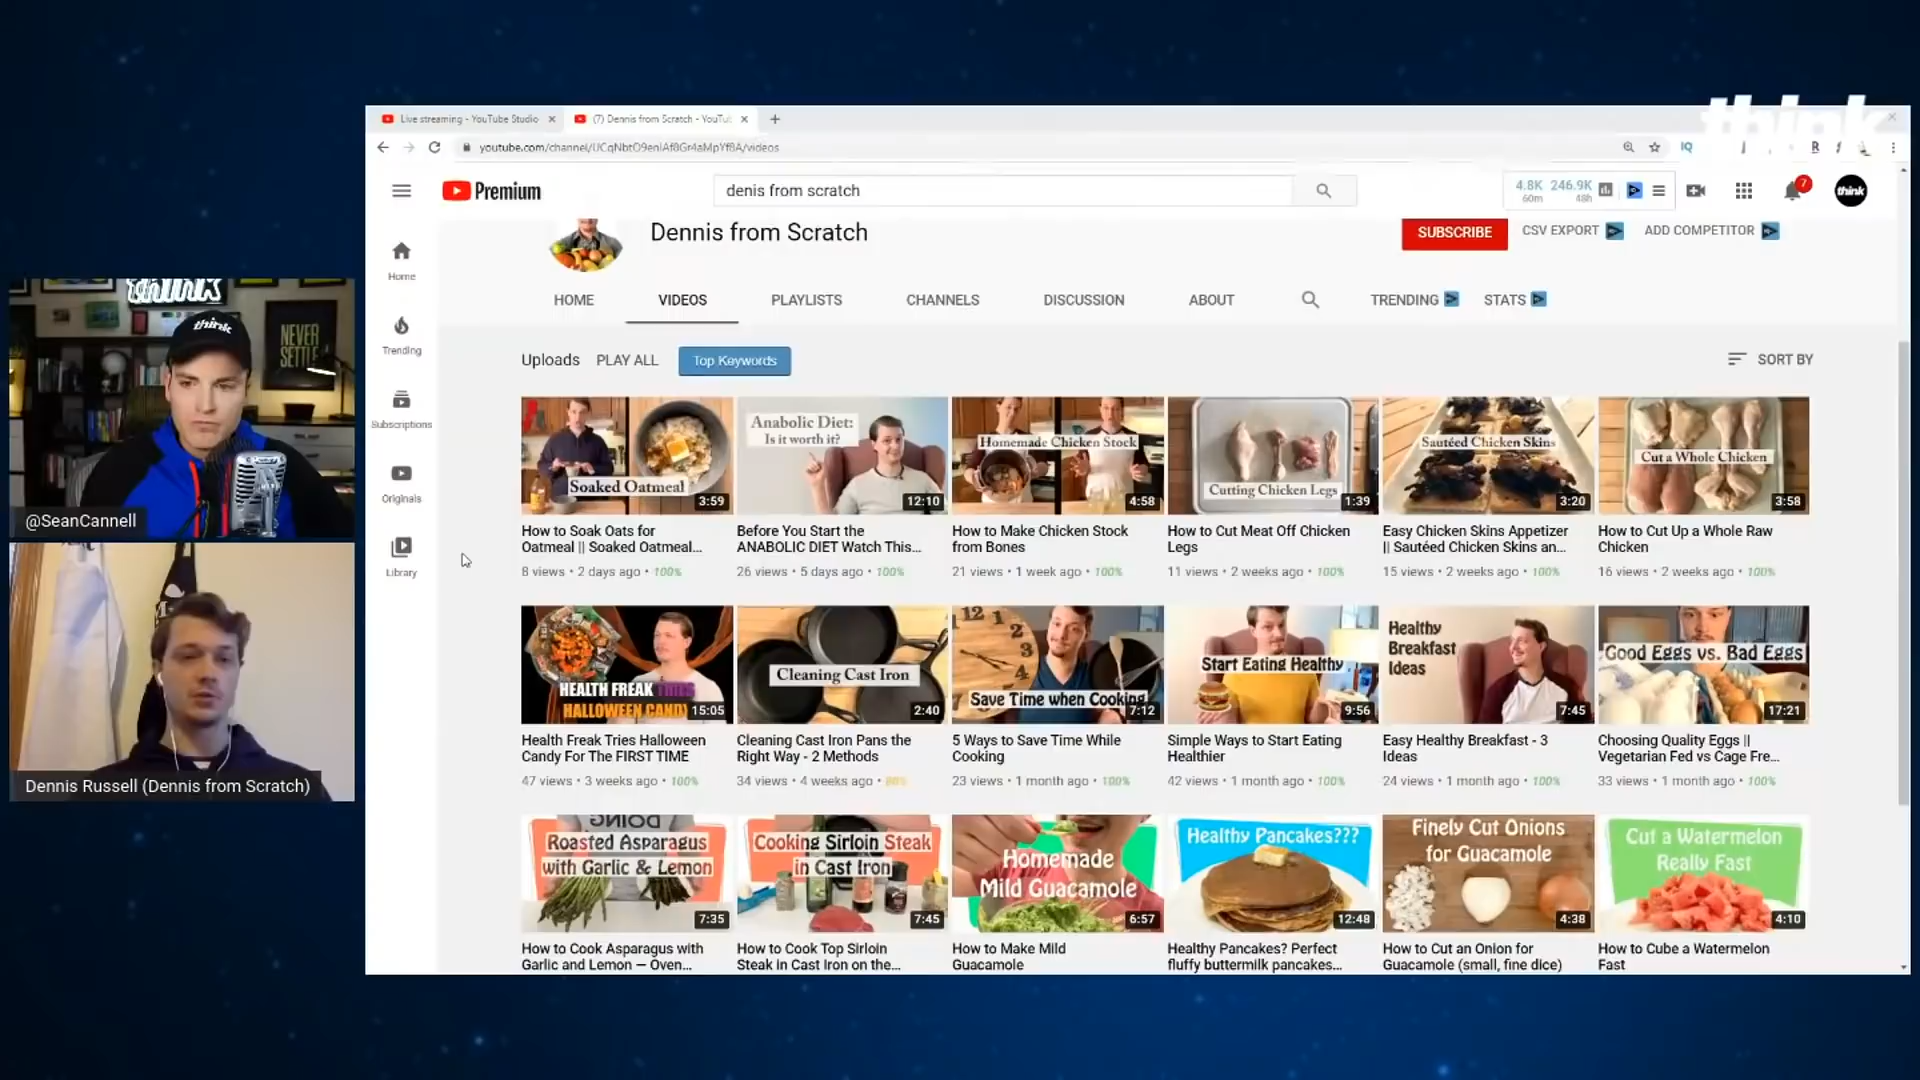 think
Live streaming - YouTube Studio
(7) Dennis from Scratch - YouTu
youtube.com/channel/UCqNbtO9enIAf8Gr4aMpYf8A/videos
IQ
Premium
denis from scratch
4.8K 246.9K
60m 48h
7
think
Dennis from Scratch
SUBSCRIBE
CSV EXPORT
ADD COMPETITOR
HOME VIDEOS PLAYLISTS CHANNELS DISCUSSION ABOUT TRENDING STATS
Home
Trending
Subscriptions
Originals
Library
Uploads PLAY ALL Top Keywords SORT BY
Soaked Oatmeal
3:59
Anabolic Diet:
Is it worth it?
12:10
Homemade Chicken Stock
4:58
Cutting Chicken Legs
1:39
Sautéed Chicken Skins
3:20
Cut a Whole Chicken
3:58
How to Soak Oats for
Oatmeal || Soaked Oatmeal...
8 views • 2 days ago • 100%
Before You Start the
ANABOLIC DIET Watch This...
26 views • 5 days ago • 100%
How to Make Chicken Stock
from Bones
21 views • 1 week ago • 100%
How to Cut Meat Off Chicken
Legs
11 views • 2 weeks ago • 100%
Easy Chicken Skins Appetizer
|| Sautéed Chicken Skins an...
15 views • 2 weeks ago • 100%
How to Cut Up a Whole Raw
Chicken
16 views • 2 weeks ago • 100%
HEALTH FREAK TRIES
HALLOWEEN CANDY
15:05
Cleaning Cast Iron
2:40
12 1 2 3 4
Save Time when Cooking
7:12
Start Eating Healthy
9:56
Healthy
Breakfast
Ideas
7:45
Good Eggs vs. Bad Eggs
17:21
Health Freak Tries Halloween
Candy For The FIRST TIME
47 views • 3 weeks ago • 100%
Cleaning Cast Iron Pans the
Right Way - 2 Methods
34 views • 4 weeks ago • 80%
5 Ways to Save Time While
Cooking
23 views • 1 month ago • 100%
Simple Ways to Start Eating
Healthier
42 views • 1 month ago • 100%
Easy Healthy Breakfast - 3
Ideas
24 views • 1 month ago • 100%
Choosing Quality Eggs ||
Vegetarian Fed vs Cage Fre...
33 views • 1 month ago • 100%
DOING
Roasted Asparagus
with Garlic & Lemon
7:35
Cooking Sirloin Steak
in Cast Iron
7:45
Homemade
Mild Guacamole
6:57
Healthy Pancakes???
12:48
Finely Cut Onions
for Guacamole
4:38
Cut a Watermelon
Really Fast
4:10
How to Cook Asparagus with
Garlic and Lemon — Oven...
How to Cook Top Sirloin
Steak in Cast Iron on the...
How to Make Mild
Guacamole
Healthy Pancakes? Perfect
fluffy buttermilk pancakes...
How to Cut an Onion for
Guacamole (small, fine dice)
How to Cube a Watermelon
Fast
think
think
NEVER
SETTLE
@SeanCannell
Dennis Russell (Dennis from Scratch)